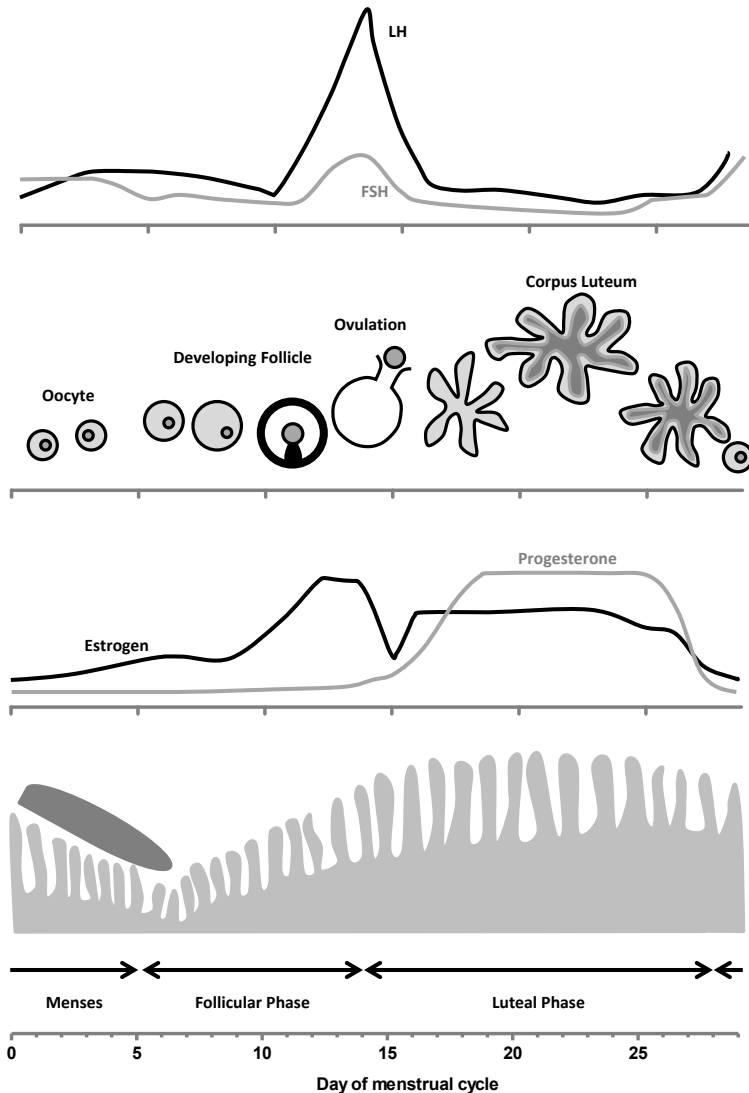 LH
FSH
Corpus Luteum
Ovulation
Developing Follicle
Oocyte
Progesterone
Estrogen
Menses Follicular Phase Luteal Phase
0 5 10 15 20 25
Day of menstrual cycle